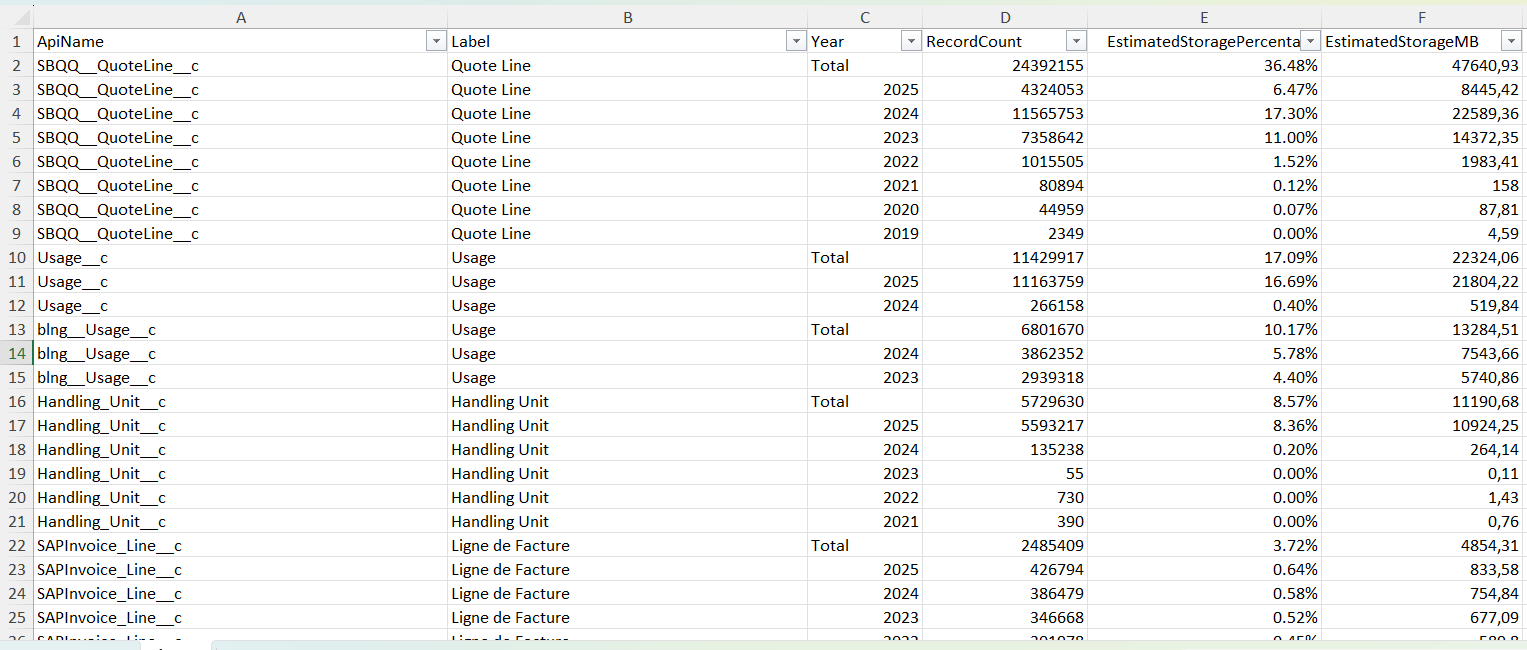 A B C D E F
1 ApiName Label Year RecordCount EstimatedStoragePercenta EstimatedStorageMB
2 SBQQ__QuoteLine__c Quote Line Total 24392155 36.48% 47640,93
3 SBQQ__QuoteLine__c Quote Line 2025 4324053 6.47% 8445,42
4 SBQQ__QuoteLine__c Quote Line 2024 11565753 17.30% 22589,36
5 SBQQ__QuoteLine__c Quote Line 2023 7358642 11.00% 14372,35
6 SBQQ__QuoteLine__c Quote Line 2022 1015505 1.52% 1983,41
7 SBQQ__QuoteLine__c Quote Line 2021 80894 0.12% 158
8 SBQQ__QuoteLine__c Quote Line 2020 44959 0.07% 87,81
9 SBQQ__QuoteLine__c Quote Line 2019 2349 0.00% 4,59
10 Usage__c Usage Total 11429917 17.09% 22324,06
11 Usage__c Usage 2025 11163759 16.69% 21804,22
12 Usage__c Usage 2024 266158 0.40% 519,84
13 blng__Usage__c Usage Total 6801670 10.17% 13284,51
14 blng__Usage__c Usage 2024 3862352 5.78% 7543,66
15 blng__Usage__c Usage 2023 2939318 4.40% 5740,86
16 Handling_Unit__c Handling Unit Total 5729630 8.57% 11190,68
17 Handling_Unit__c Handling Unit 2025 5593217 8.36% 10924,25
18 Handling_Unit__c Handling Unit 2024 135238 0.20% 264,14
19 Handling_Unit__c Handling Unit 2023 55 0.00% 0,11
20 Handling_Unit__c Handling Unit 2022 730 0.00% 1,43
21 Handling_Unit__c Handling Unit 2021 390 0.00% 0,76
22 SAPInvoice_Line__c Ligne de Facture Total 2485409 3.72% 4854,31
23 SAPInvoice_Line__c Ligne de Facture 2025 426794 0.64% 833,58
24 SAPInvoice_Line__c Ligne de Facture 2024 386479 0.58% 754,84
25 SAPInvoice_Line__c Ligne de Facture 2023 346668 0.52% 677,09